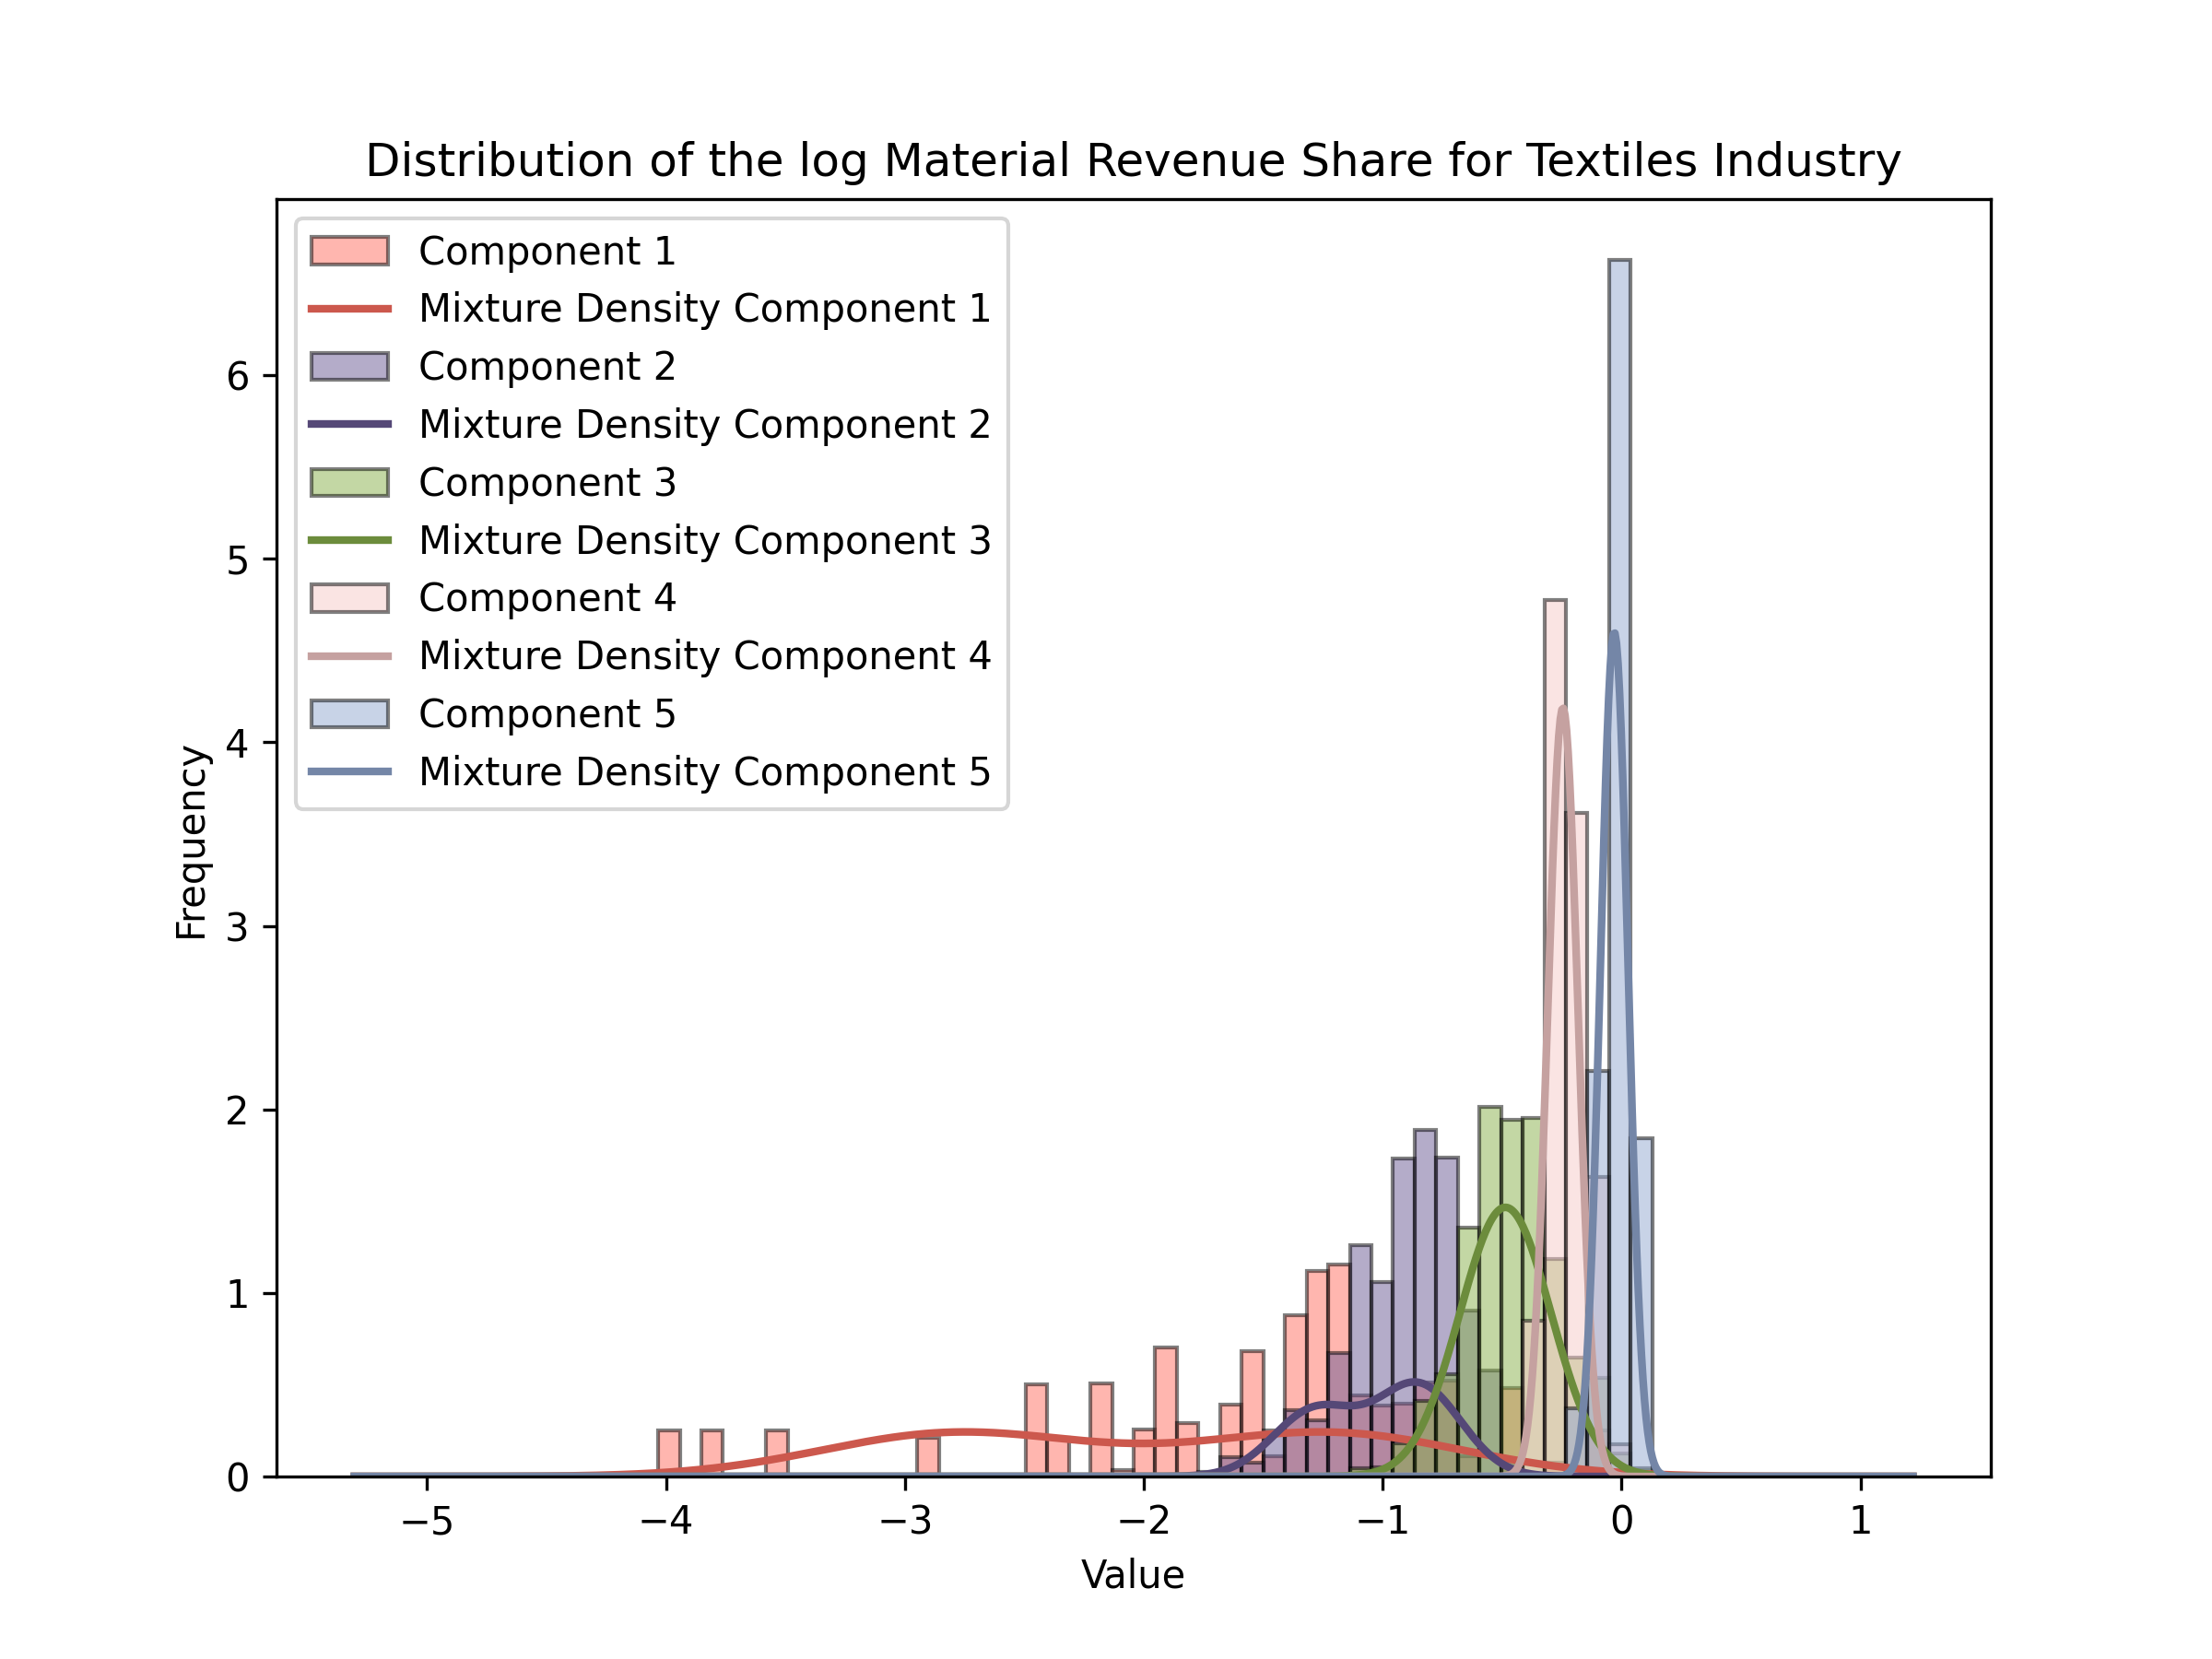 Distribution of the log Material Revenue Share for Textiles Industry
Component 1
Mixture Density Component 1
Component 2
Mixture Density Component 2
Component 3
Mixture Density Component 3
Component 4
Mixture Density Component 4
Component 5
Mixture Density Component 5
Frequency
6
5
4
3
2
1
0
−5 −4 −3 −2 −1 0 1
Value